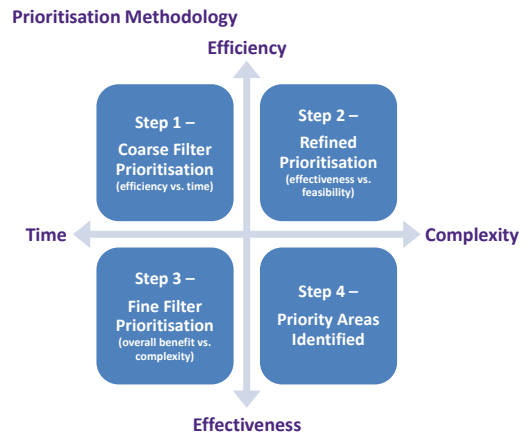 Prioritisation Methodology
Efficiency
Step 1 –
Coarse Filter
Prioritisation
(efficiency vs. time)
Step 2 –
Refined
Prioritisation
(effectiveness vs.
feasibility)
Time
Complexity
Step 3 –
Fine Filter
Prioritisation
(overall benefit vs.
complexity)
Step 4 –
Priority Areas
Identified
Effectiveness